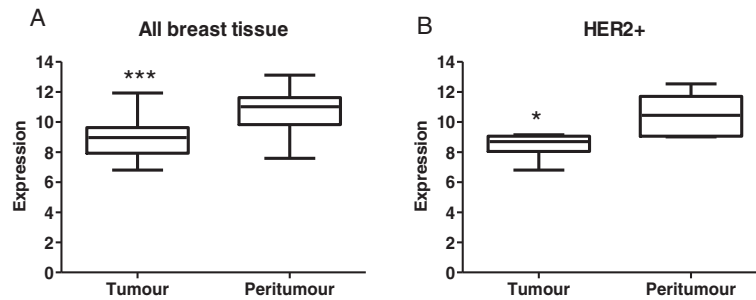 A
All breast tissue
Expression
14
12
10
8
6
4
2
0
***
Tumour
Peritumour
B
HER2+
Expression
14
12
10
8
6
4
2
0
*
Tumour
Peritumour